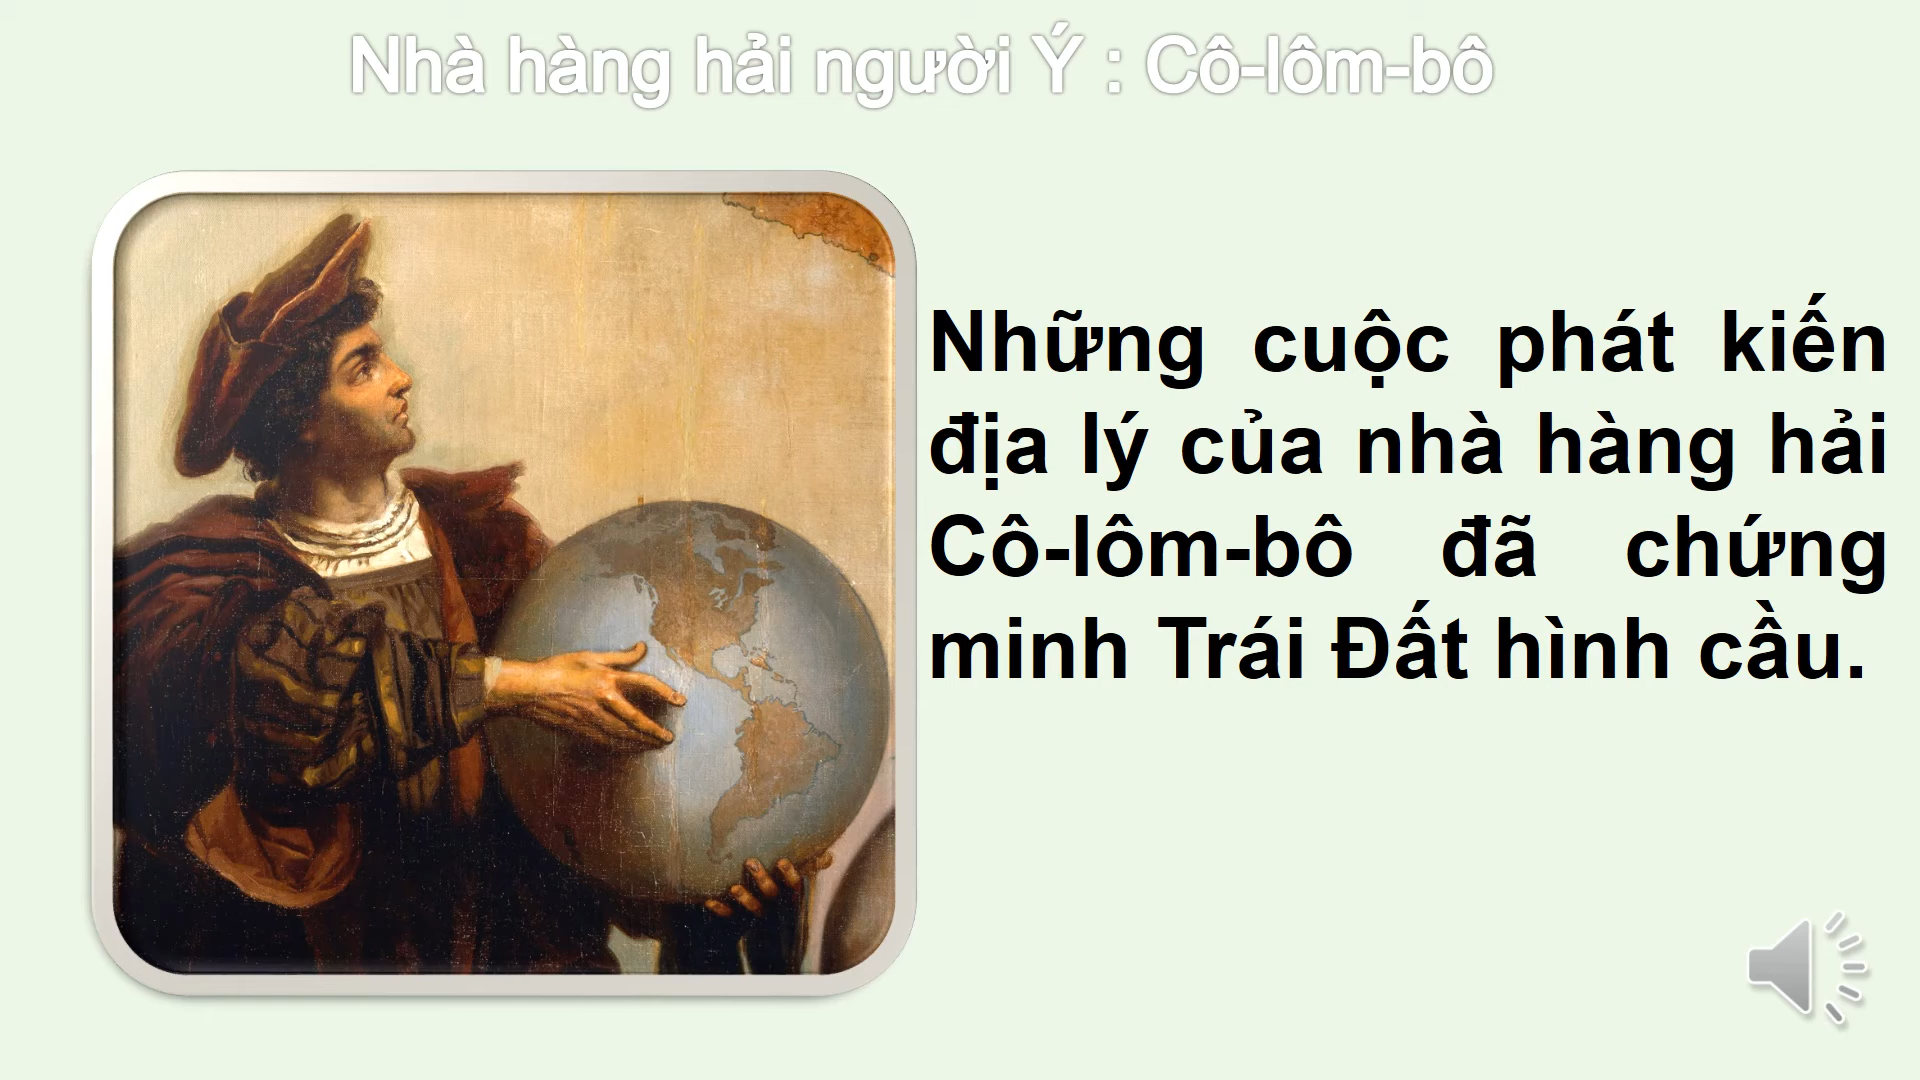 Nhà hàng hải người Ý : Cô-lôm-bô
Những cuộc phát kiến
địa lý của nhà hàng hải
Cô-lôm-bô đã chứng
minh Trái Đất hình cầu.